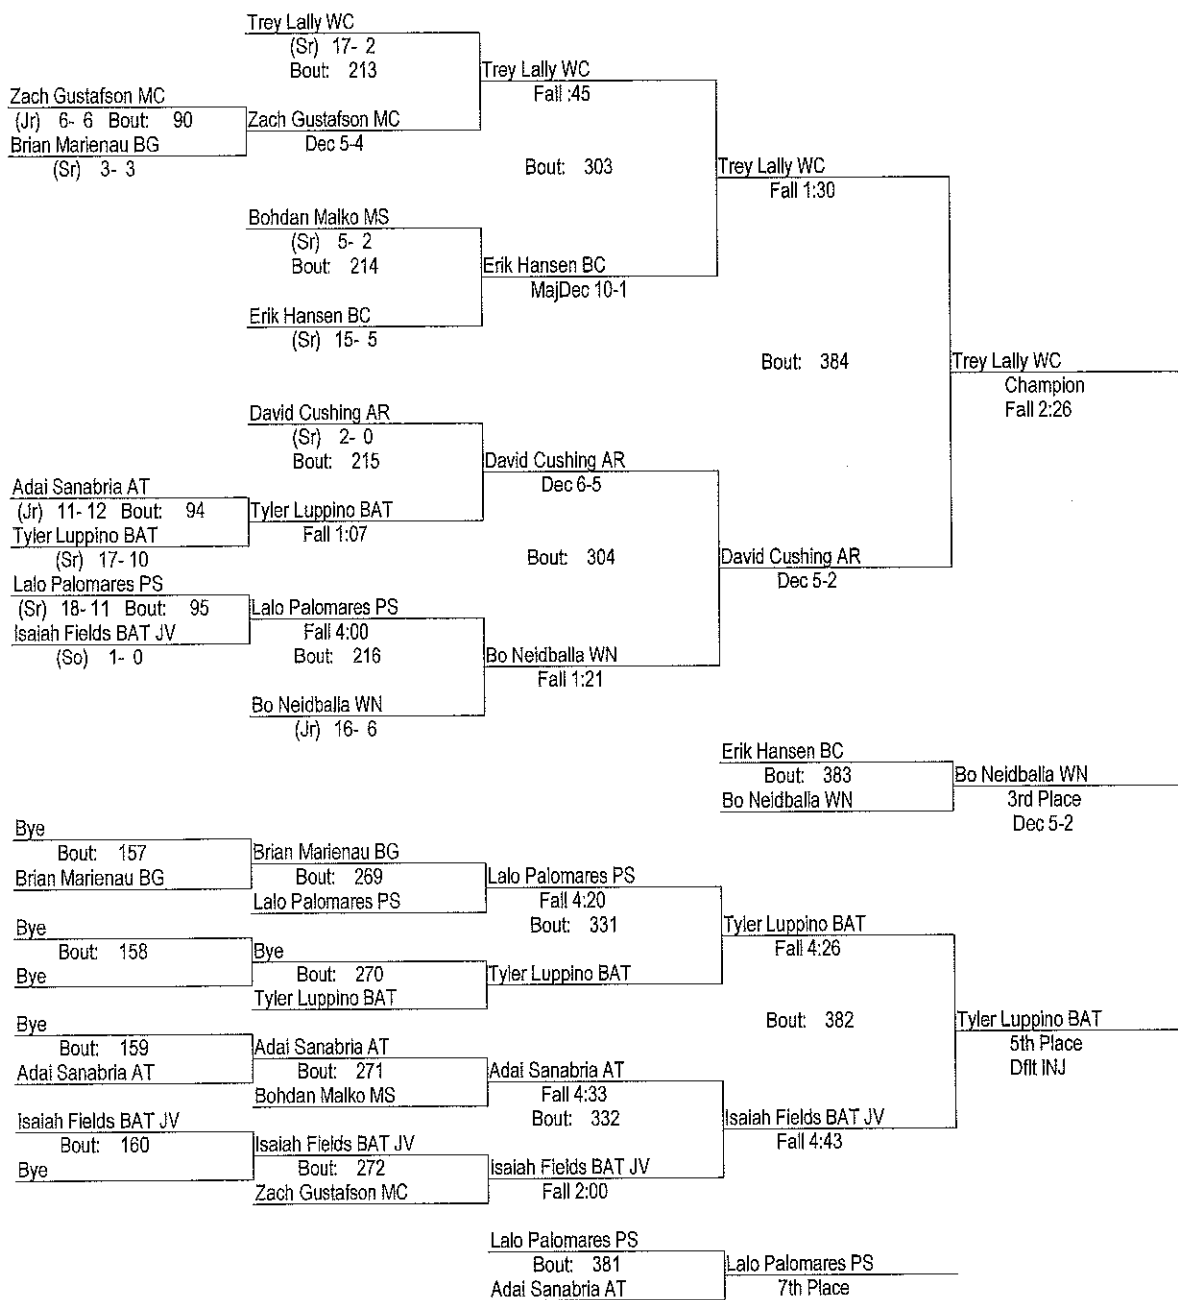 Trey Lally WC
(Sr) 17- 2
Bout: 213
Trey Lally WC
Fall :45
Zach Gustafson MC
(Jr) 6- 6 Bout: 90
Zach Gustafson MC
Dec 5-4
Brian Marienau BG
(Sr) 3- 3
Bout: 303
Trey Lally WC
Fall 1:30
Bohdan Malko MS
(Sr) 5- 2
Bout: 214
Erik Hansen BC
MajDec 10-1
Erik Hansen BC
(Sr) 15- 5
Bout: 384
Trey Lally WC
Champion
Fall 2:26
David Cushing AR
(Sr) 2- 0
Bout: 215
David Cushing AR
Dec 6-5
Adai Sanabria AT
(Jr) 11- 12 Bout: 94
Tyler Luppino BAT
Fall 1:07
Tyler Luppino BAT
(Sr) 17- 10
Bout: 304
David Cushing AR
Dec 5-2
Lalo Palomares PS
(Sr) 18- 11 Bout: 95
Lalo Palomares PS
Fall 4:00
Bout: 216
Isaiah Fields BAT JV
(So) 1- 0
Bo Neidballa WN
Fall 1:21
Bo Neidballa WN
(Jr) 16- 6
Erik Hansen BC
Bout: 383
Bo Neidballa WN
Bo Neidballa WN
3rd Place
Dec 5-2
Bye
Bout: 157
Brian Marienau BG
Brian Marienau BG
Bout: 269
Lalo Palomares PS
Lalo Palomares PS
Fall 4:20
Bout: 331
Tyler Luppino BAT
Fall 4:26
Bye
Bout: 158
Bye
Bye
Bout: 270
Tyler Luppino BAT
Tyler Luppino BAT
Bout: 382
Tyler Luppino BAT
5th Place
Dflt INJ
Bye
Bout: 159
Adai Sanabria AT
Adai Sanabria AT
Bout: 271
Bohdan Malko MS
Adai Sanabria AT
Fall 4:33
Bout: 332
Isaiah Fields BAT JV
Fall 4:43
Isaiah Fields BAT JV
Bout: 160
Bye
Isaiah Fields BAT JV
Bout: 272
Zach Gustafson MC
Isaiah Fields BAT JV
Fall 2:00
Lalo Palomares PS
Bout: 381
Adai Sanabria AT
Lalo Palomares PS
7th Place